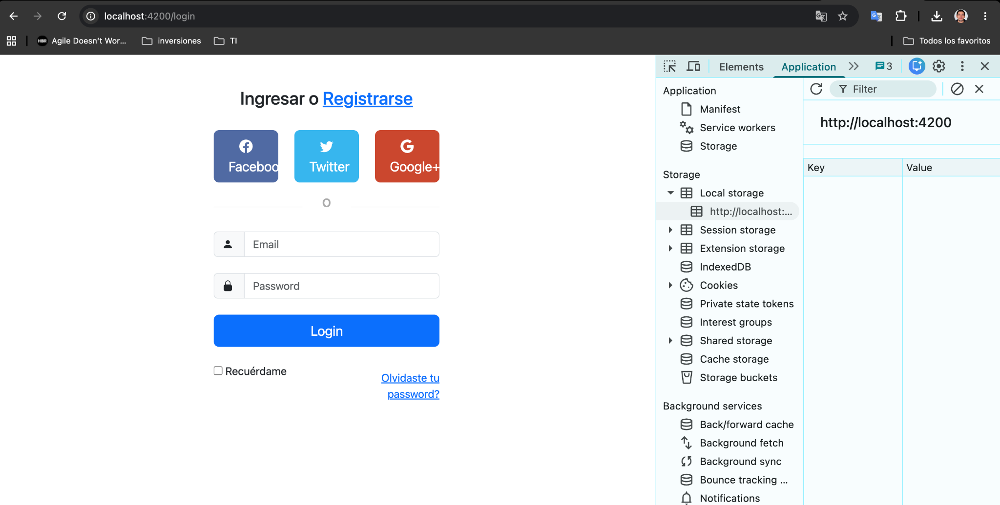 localhost:4200/login
Agile Doesn't Wor...
inversiones
TI
Todos los favoritos
Ingresar o Registrarse
Faceboo
Twitter
Google+
O
Email
Password
Login
Recuérdame
Olvidaste tu
password?
Elements
Application
3
Application
Manifest
Service workers
Storage
Storage
Local storage
http://localhost:...
Session storage
Extension storage
IndexedDB
Cookies
Private state tokens
Interest groups
Shared storage
Cache storage
Storage buckets
Background services
Back/forward cache
Background fetch
Background sync
Bounce tracking ...
Notifications
Filter
http://localhost:4200
Key
Value